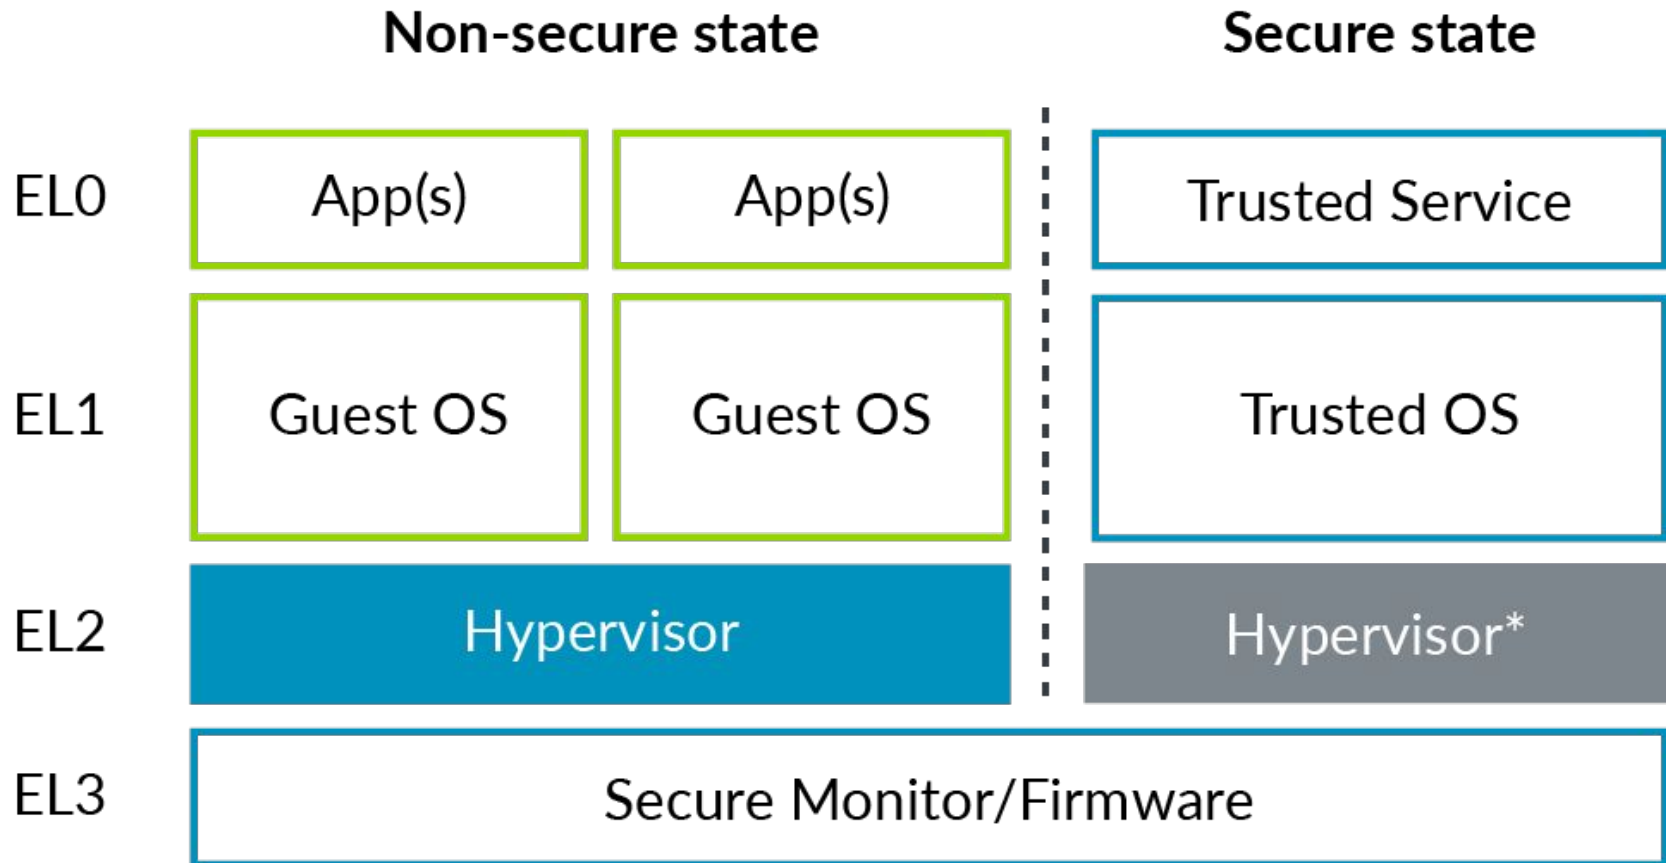 Non-secure state
Secure state
EL0
App(s)
App(s)
Trusted Service
EL1
Guest OS
Guest OS
Trusted OS
EL2
Hypervisor
Hypervisor*
EL3
Secure Monitor/Firmware